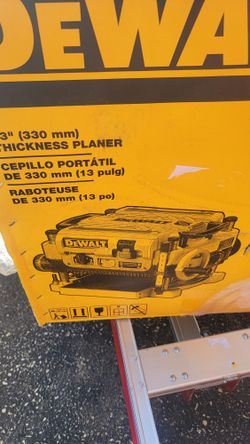 DEWALT
3" (330 mm)
THICKNESS PLANER
CEPILLO PORTÁTIL
DE 330 mm (13 pulg)
RABOTEUSE
DE 330 mm (13 po)
DEWALT